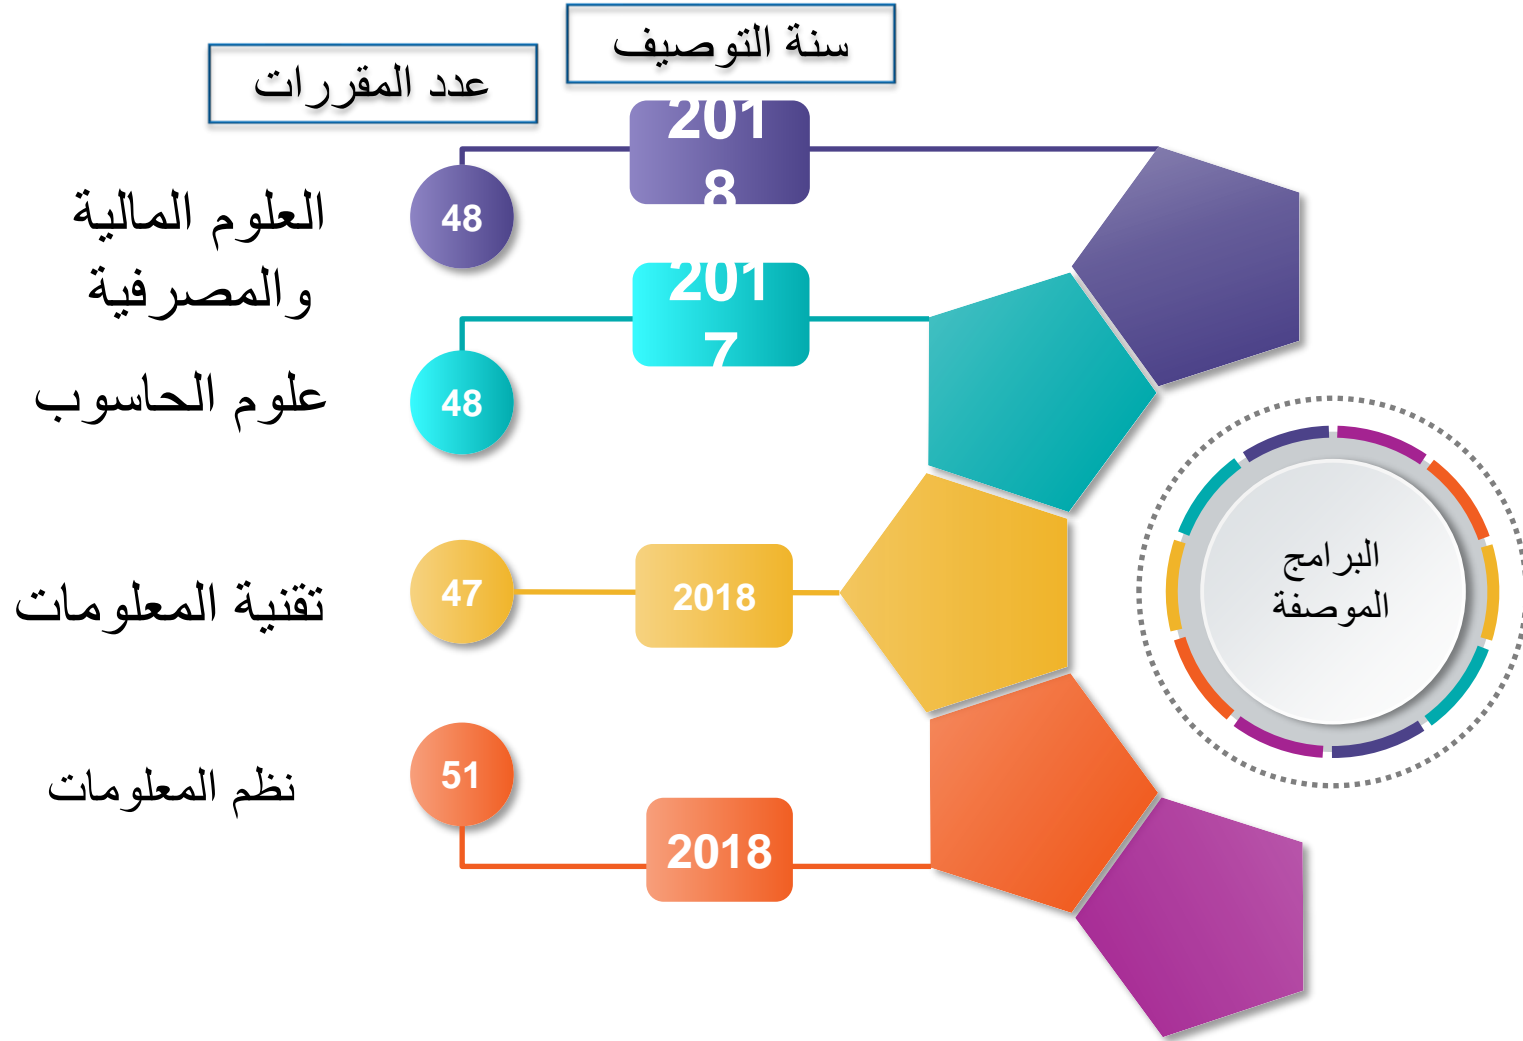 سنة التوصيف
عدد المقررات
201
8
48
العلوم المالية
والمصرفية
201
7
48
علوم الحاسوب
2018
47
تقنية المعلومات
2018
51
نظم المعلومات
البرامج
الموصفة